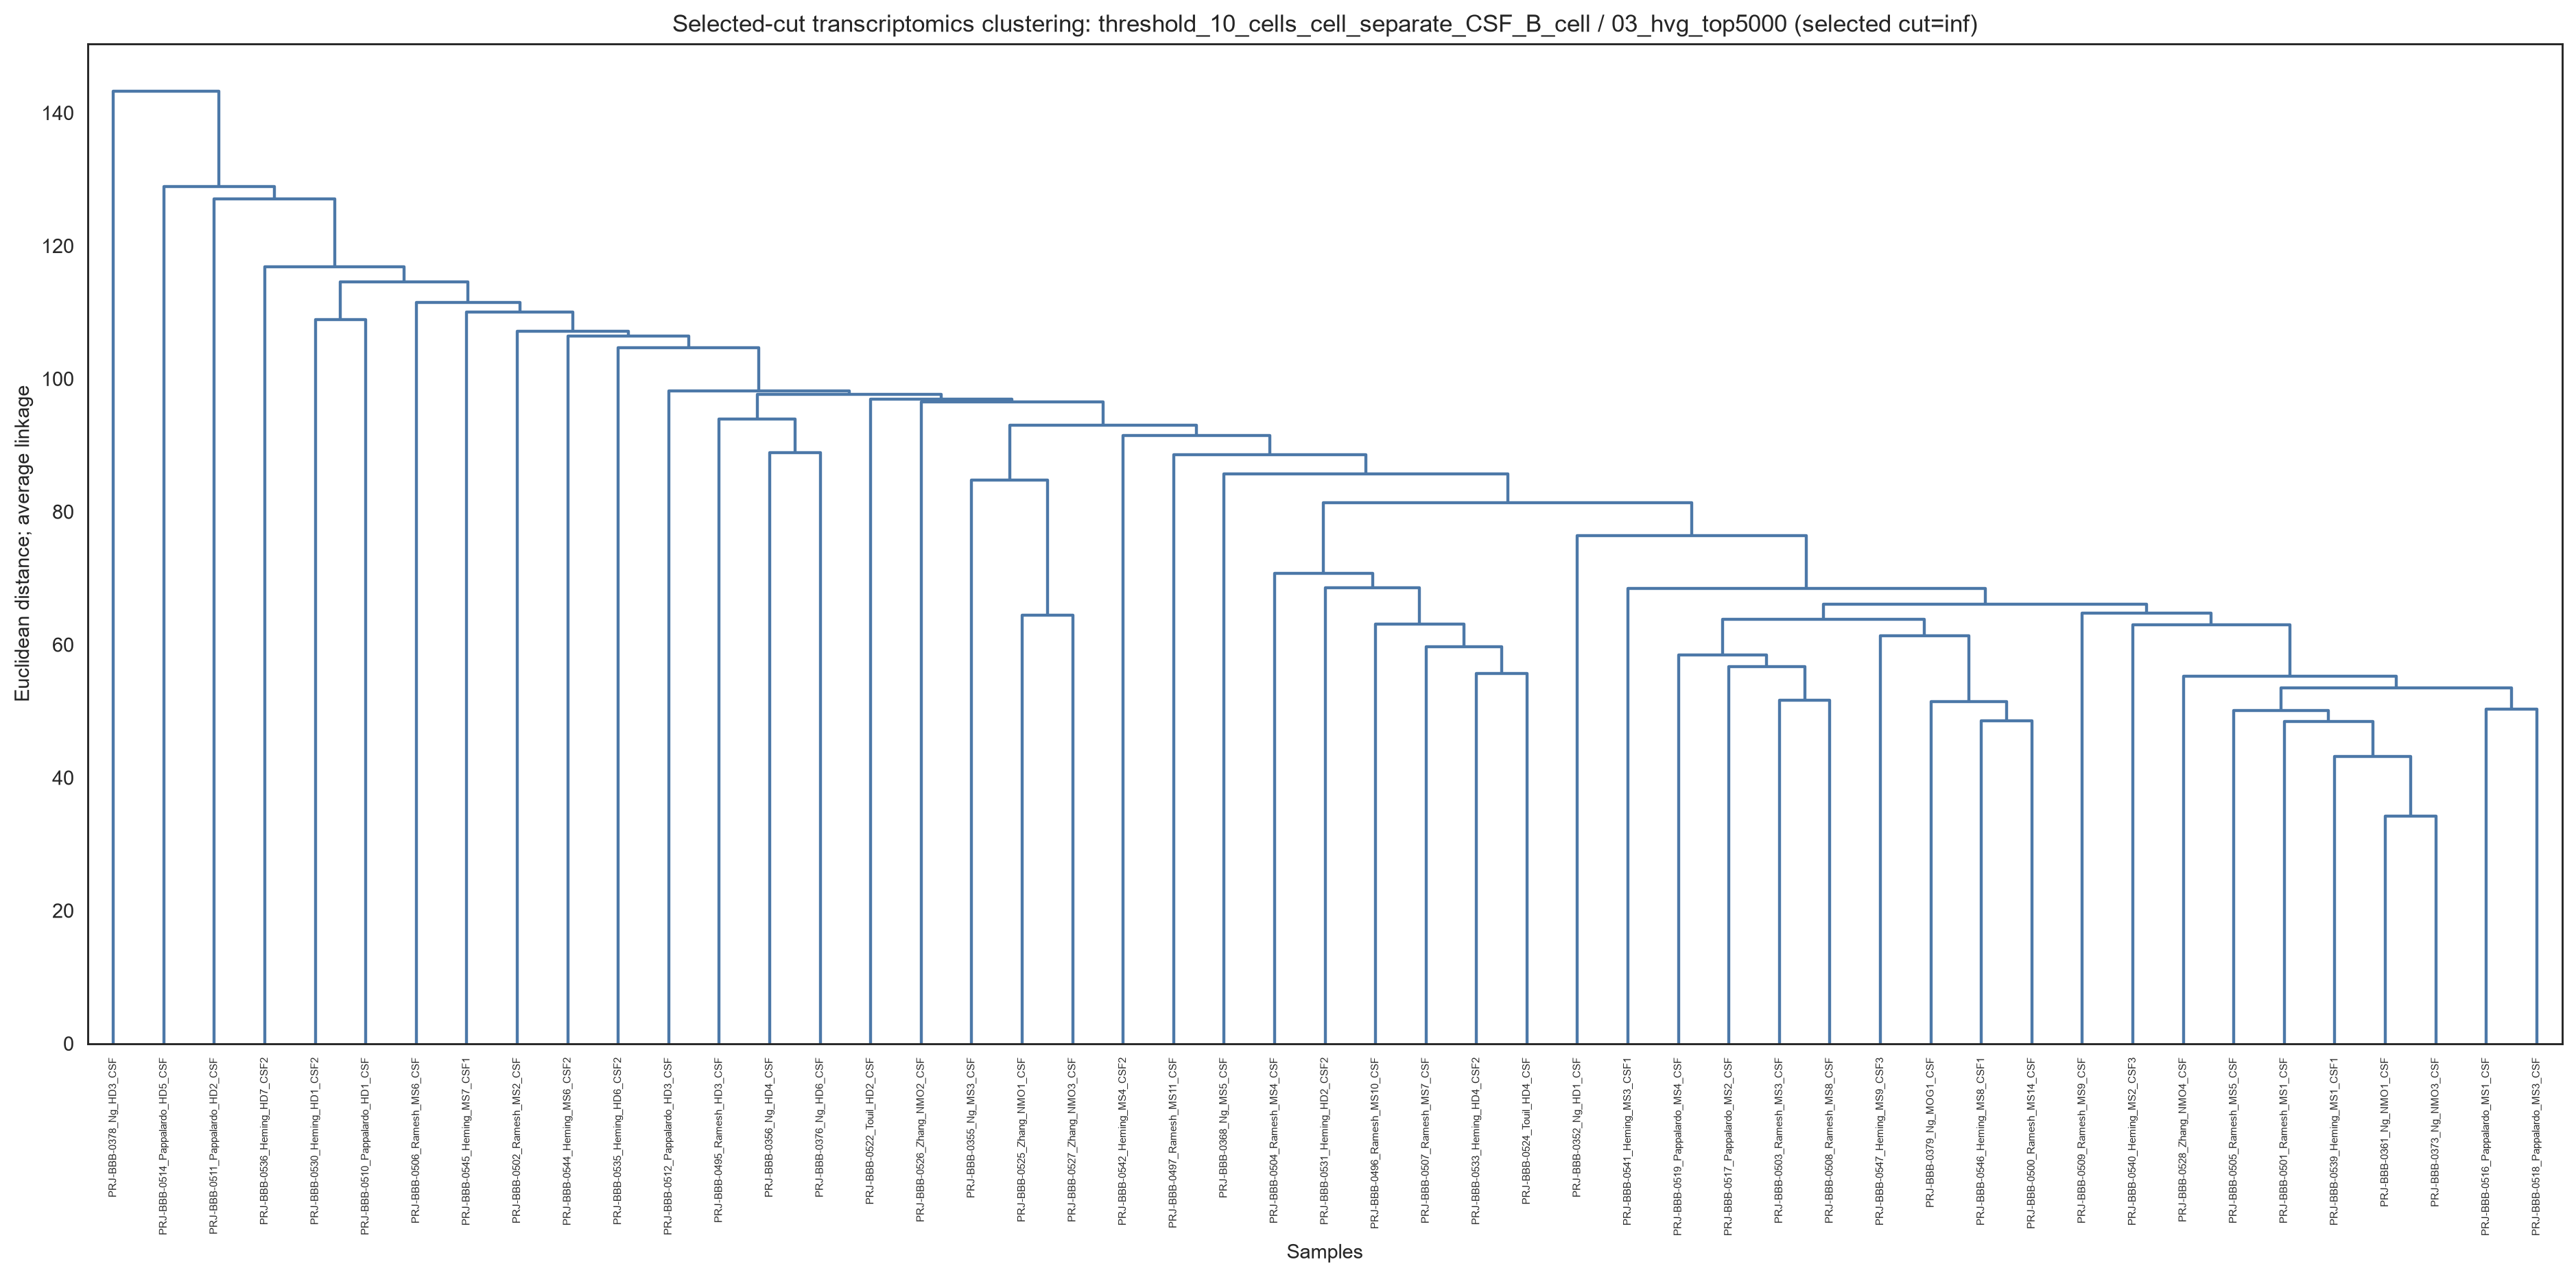 Selected-cut transcriptomics clustering: threshold_10_cells_cell_separate_CSF_B_cell / 03_hvg_top5000 (selected cut=inf)
140
120
100
80
60
40
20
0
Euclidean distance; average linkage
PRJ-BBB-0378_Ng_HD3_CSF
PRJ-BBB-0514_Pappalardo_HD5_CSF
PRJ-BBB-0511_Pappalardo_HD2_CSF
PRJ-BBB-0536_Heming_HD7_CSF2
PRJ-BBB-0530_Heming_HD1_CSF2
PRJ-BBB-0510_Pappalardo_HD1_CSF
PRJ-BBB-0506_Ramesh_MS6_CSF
PRJ-BBB-0545_Heming_MS7_CSF1
PRJ-BBB-0502_Ramesh_MS2_CSF
PRJ-BBB-0544_Heming_MS6_CSF2
PRJ-BBB-0535_Heming_HD6_CSF2
PRJ-BBB-0512_Pappalardo_HD3_CSF
PRJ-BBB-0495_Ramesh_HD3_CSF
PRJ-BBB-0356_Ng_HD4_CSF
PRJ-BBB-0376_Ng_HD6_CSF
PRJ-BBB-0522_Touil_HD2_CSF
PRJ-BBB-0526_Zhang_NMO2_CSF
PRJ-BBB-0355_Ng_MS3_CSF
PRJ-BBB-0525_Zhang_NMO1_CSF
PRJ-BBB-0527_Zhang_NMO3_CSF
PRJ-BBB-0542_Heming_MS4_CSF2
PRJ-BBB-0497_Ramesh_MS11_CSF
PRJ-BBB-0368_Ng_MS5_CSF
PRJ-BBB-0504_Ramesh_MS4_CSF
PRJ-BBB-0531_Heming_HD2_CSF2
PRJ-BBB-0496_Ramesh_MS10_CSF
PRJ-BBB-0507_Ramesh_MS7_CSF
PRJ-BBB-0533_Heming_HD4_CSF2
PRJ-BBB-0524_Touil_HD4_CSF
PRJ-BBB-0352_Ng_HD1_CSF
PRJ-BBB-0541_Heming_MS3_CSF1
PRJ-BBB-0519_Pappalardo_MS4_CSF
PRJ-BBB-0517_Pappalardo_MS2_CSF
PRJ-BBB-0503_Ramesh_MS3_CSF
PRJ-BBB-0508_Ramesh_MS8_CSF
PRJ-BBB-0547_Heming_MS9_CSF3
PRJ-BBB-0379_Ng_MOG1_CSF
PRJ-BBB-0546_Heming_MS8_CSF1
PRJ-BBB-0500_Ramesh_MS14_CSF
PRJ-BBB-0509_Ramesh_MS9_CSF
PRJ-BBB-0540_Heming_MS2_CSF3
PRJ-BBB-0528_Zhang_NMO4_CSF
PRJ-BBB-0505_Ramesh_MS5_CSF
PRJ-BBB-0501_Ramesh_MS1_CSF
PRJ-BBB-0539_Heming_MS1_CSF1
PRJ-BBB-0361_Ng_NMO1_CSF
PRJ-BBB-0373_Ng_NMO3_CSF
PRJ-BBB-0516_Pappalardo_MS1_CSF
PRJ-BBB-0518_Pappalardo_MS3_CSF
Samples